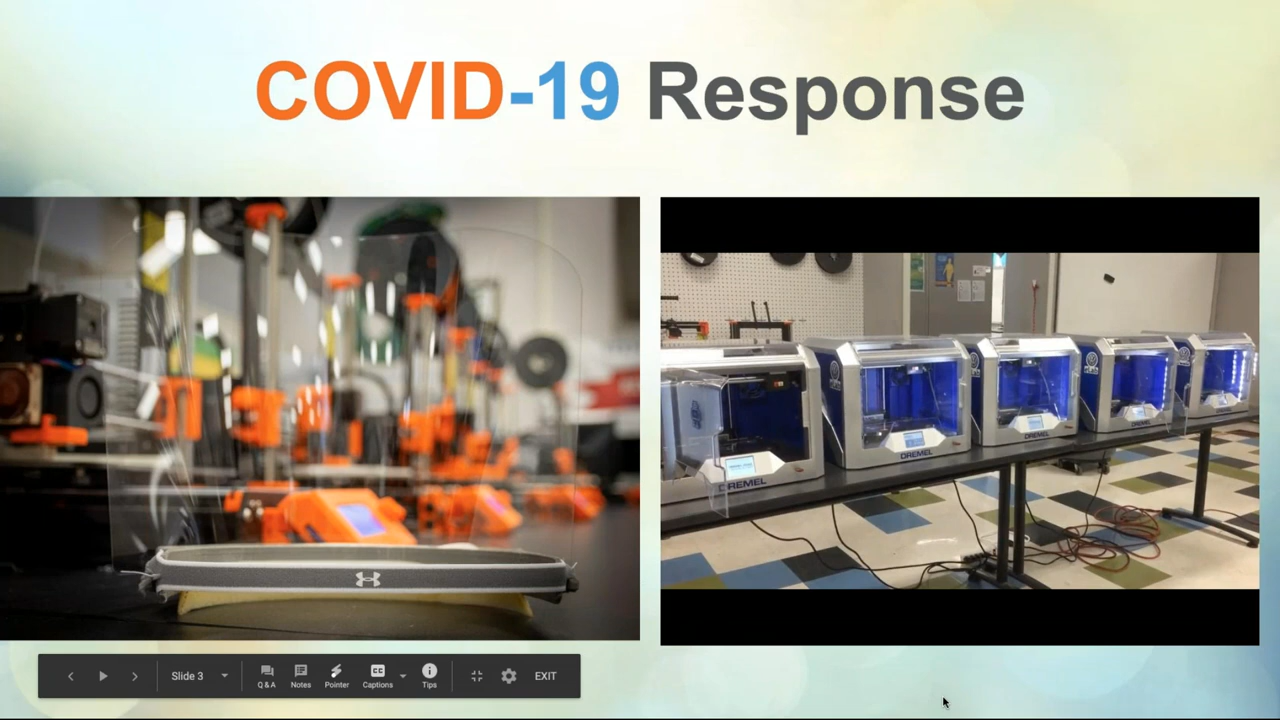 COVID-19 Response
DREMEL
DREMEL
DREMEL
DREMEL
Slide 3
Q & A
Notes
Pointer
Captions
Tips
EXIT